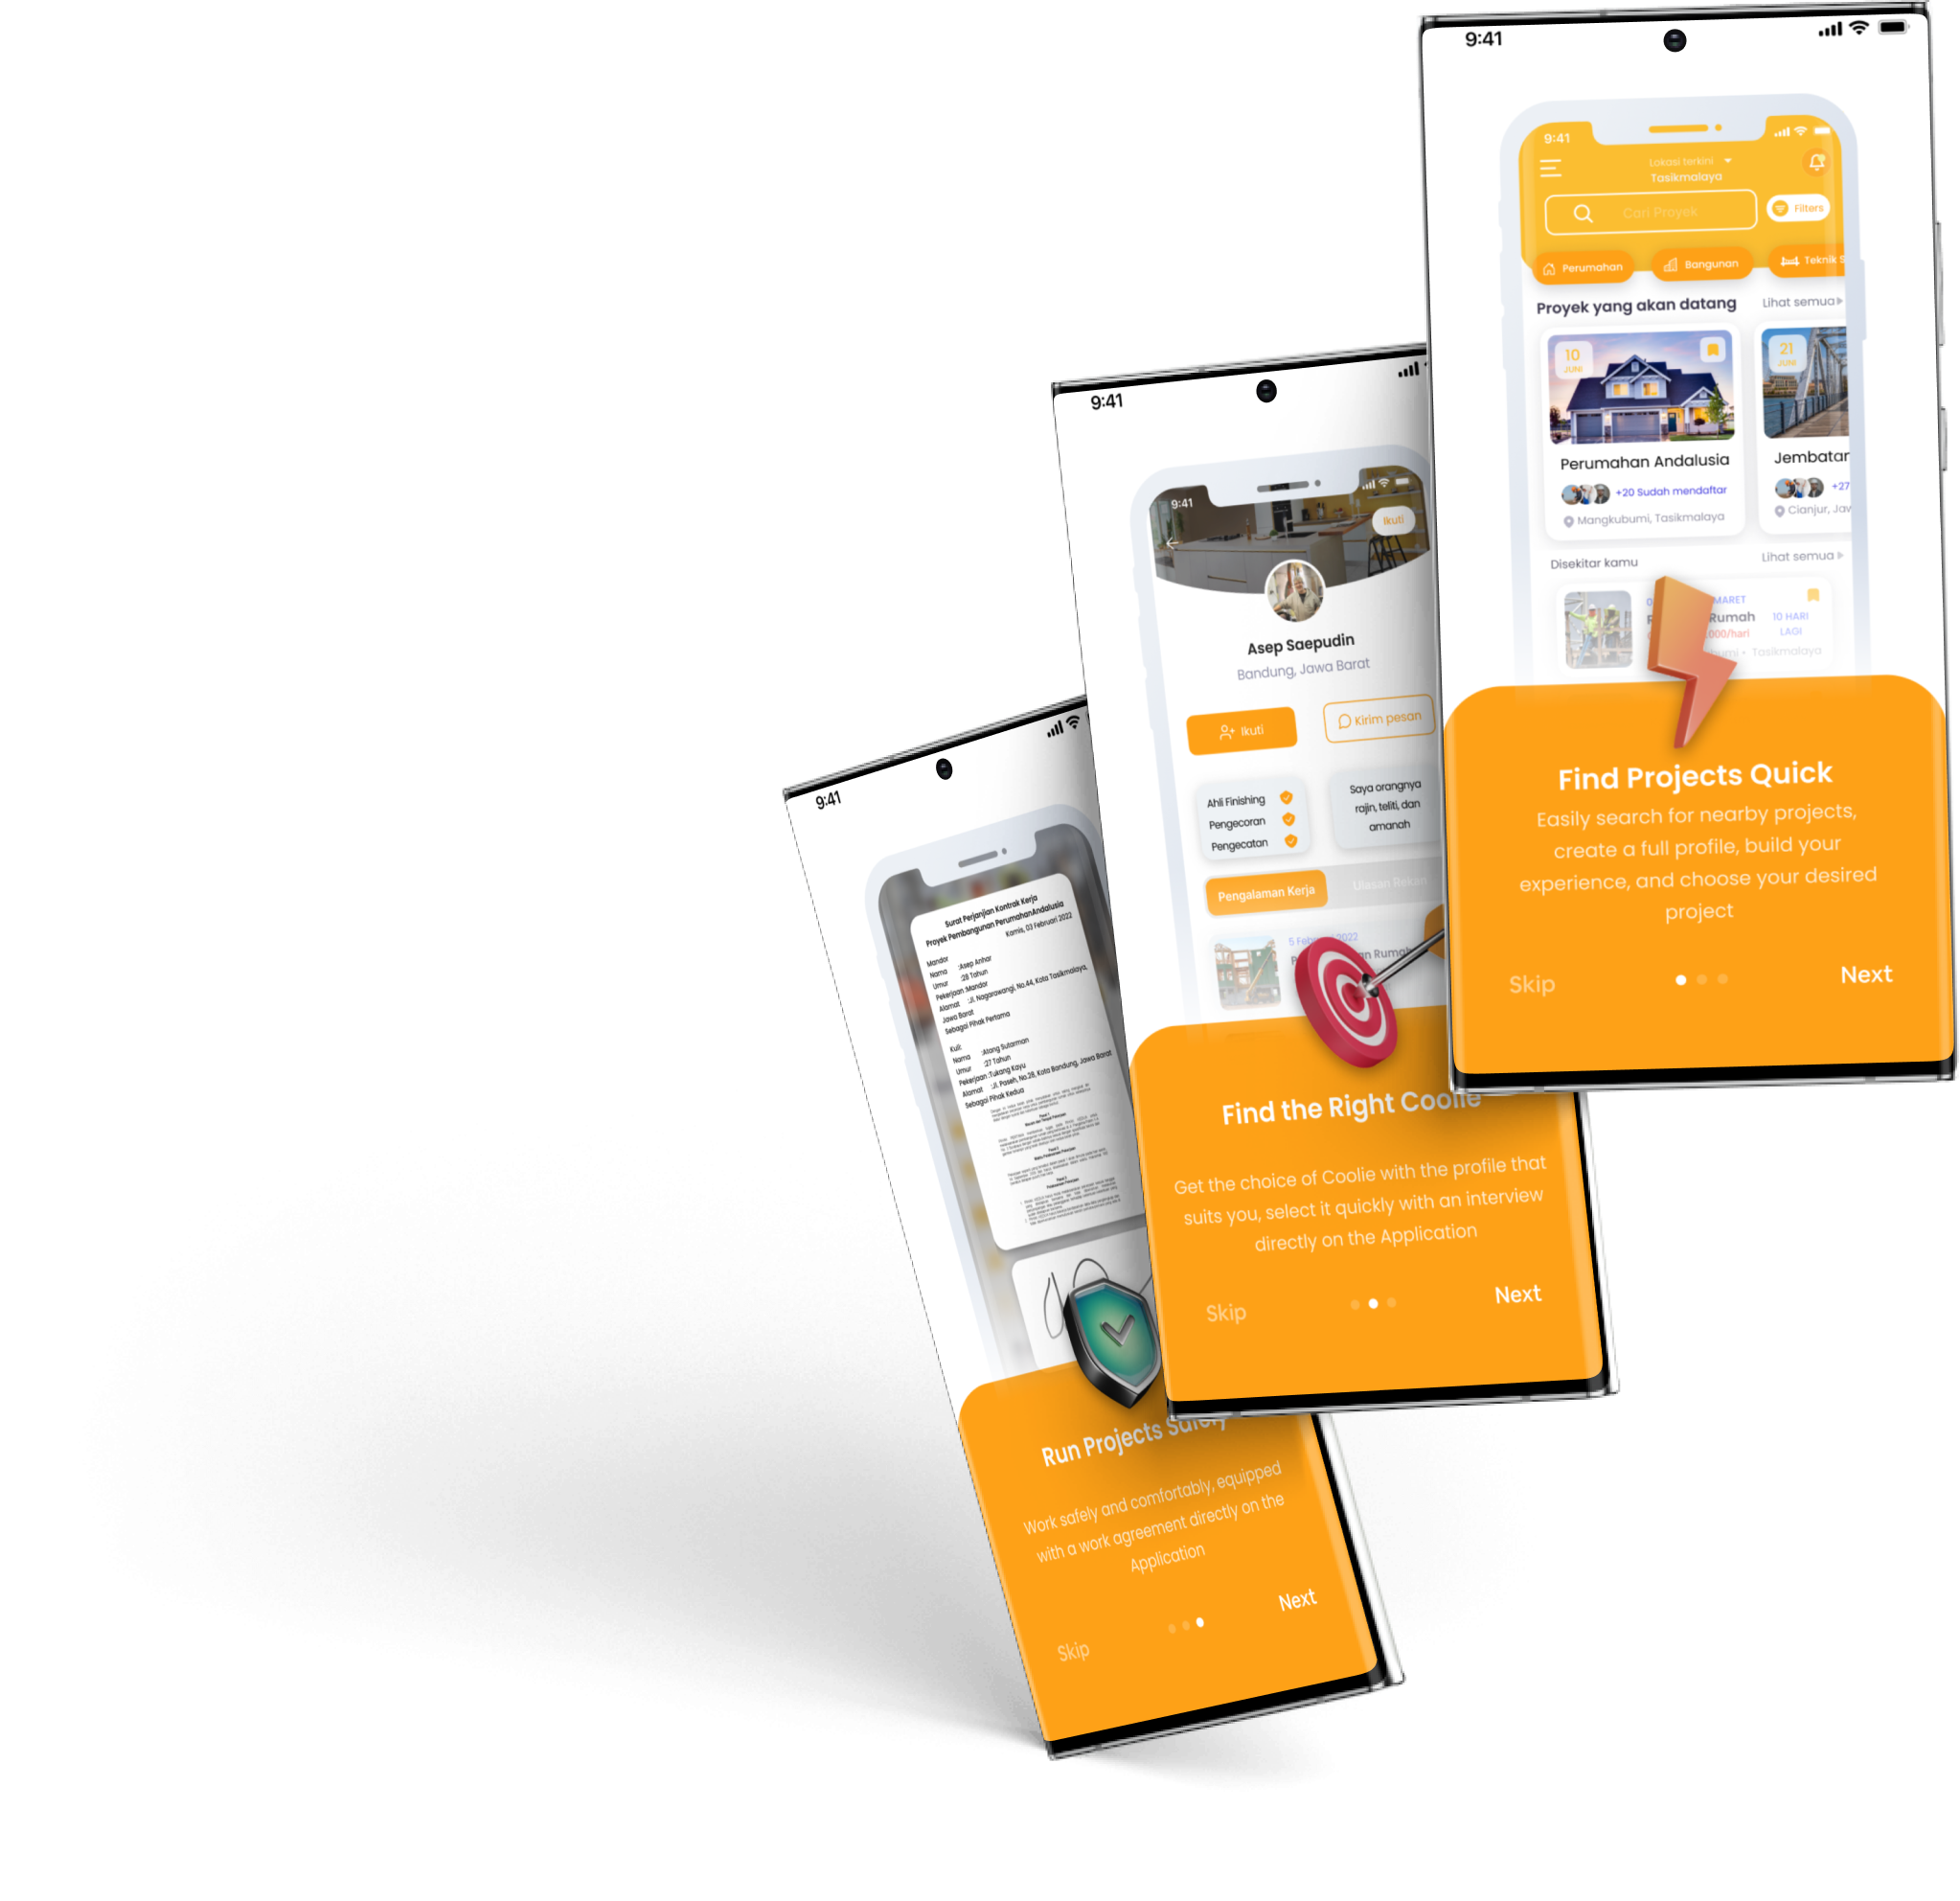 9:41
9:41
Lokasi terkini
Tasikmalaya
Cari Proyek
Filters
Perumahan
Bangunan
Teknik S
Proyek yang akan datang
Lihat semua
10
JUNI
21
JUNI
Perumahan Andalusia
Jembatan
+20 Sudah mendaftar
+27
Mangkubumi, Tasikmalaya
Cianjur, Jaw
Disekitar kamu
Lihat semua
MARET
Rumah
10 HARI
LAGI
000/hari
Tasikmalaya
Find Projects Quick
Easily search for nearby projects,
create a full profile, build your
experience, and choose your desired
project
Skip
Next
9:41
9:41
Ikuti
Asep Saepudin
Bandung, Jawa Barat
Ikuti
Kirim pesan
Ahli Finishing
Pengecoran
Pengecatan
Saya orangnya
rajin, teliti, dan
amanah
Pengalaman Kerja
Ulasan Rekan
5 Februari 2022
an Rumah
Find the Right Coolie
Get the choice of Coolie with the profile that
suits you, select it quickly with an interview
directly on the Application
Skip
Next
9:41
Surat Perjanjian Kontrak Kerja
Proyek Pembangunan PerumahanAndalusia
Kamis, 03 Februari 2022
Mandor
Nama :Asep Anhar
Umur :28 Tahun
Pekerjaan :Mandor
Alamat :Jl. Nagarawangi, No.44, Kota Tasikmalaya,
Jawa Barat
Sebagai Pihak Pertama
Kuli:
Nama :Atang Sutarman
Umur :27 Tahun
Pekerjaan :Tukang Kayu
Alamat :Jl. Paseh, No.28, Kota Bandung, Jawa Barat
Sebagai Pihak Kedua
Run Projects Safely
Work safely and comfortably, equipped
with a work agreement directly on the
Application
Skip
Next